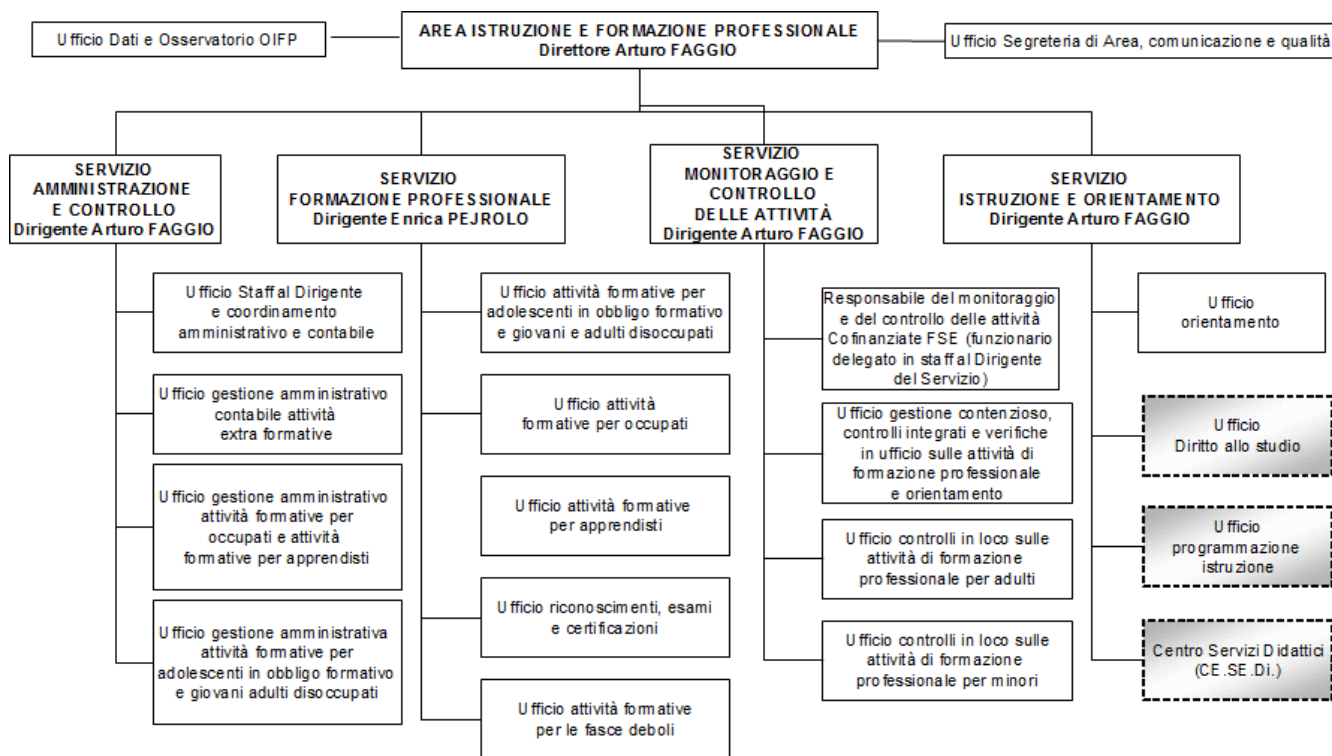 Ufficio Dati e Osservatorio OIFP
AREA ISTRUZIONE E FORMAZIONE PROFESSIONALE
Direttore Arturo FAGGIO
Ufficio Segreteria di Area, comunicazione e qualità
SERVIZIO
AMMINISTRAZIONE
E CONTROLLO
Dirigente Arturo FAGGIO
SERVIZIO
FORMAZIONE PROFESSIONALE
Dirigente Enrica PEJROLO
SERVIZIO
MONITORAGGIO E
CONTROLLO
DELLE ATTIVITÀ
Dirigente Arturo FAGGIO
SERVIZIO
ISTRUZIONE E ORIENTAMENTO
Dirigente Arturo FAGGIO
Ufficio Staff al Dirigente
e coordinamento
amministrativo e contabile
Ufficio gestione amministrativo
contabile attività
extra formative
Ufficio gestione amministrativo
attività formative per
occupati e attività
formative per apprendisti
Ufficio gestione amministrativa
attività formative per
adolescenti in obbligo formativo
e giovani adulti disoccupati
Ufficio attività formative per
adolescenti in obbligo formativo
e giovani e adulti disoccupati
Ufficio attività
formative per occupati
Ufficio attività formative
per apprendisti
Ufficio riconoscimenti, esami
e certificazioni
Ufficio attività formative
per le fasce deboli
Responsabile del monitoraggio
e del controllo delle attività
Cofinanziate FSE (funzionario
delegato in staff al Dirigente
del Servizio)
Ufficio gestione contenzioso,
controlli integrati e verifiche
in ufficio sulle attività di
formazione professionale
e orientamento
Ufficio controlli in loco sulle
attività di formazione
professionale per adulti
Ufficio controlli in loco sulle
attività di formazione
professionale per minori
Ufficio
orientamento
Ufficio
Diritto allo studio
Ufficio
programmazione
istruzione
Centro Servizi Didattici
(CE.SE.Di.)